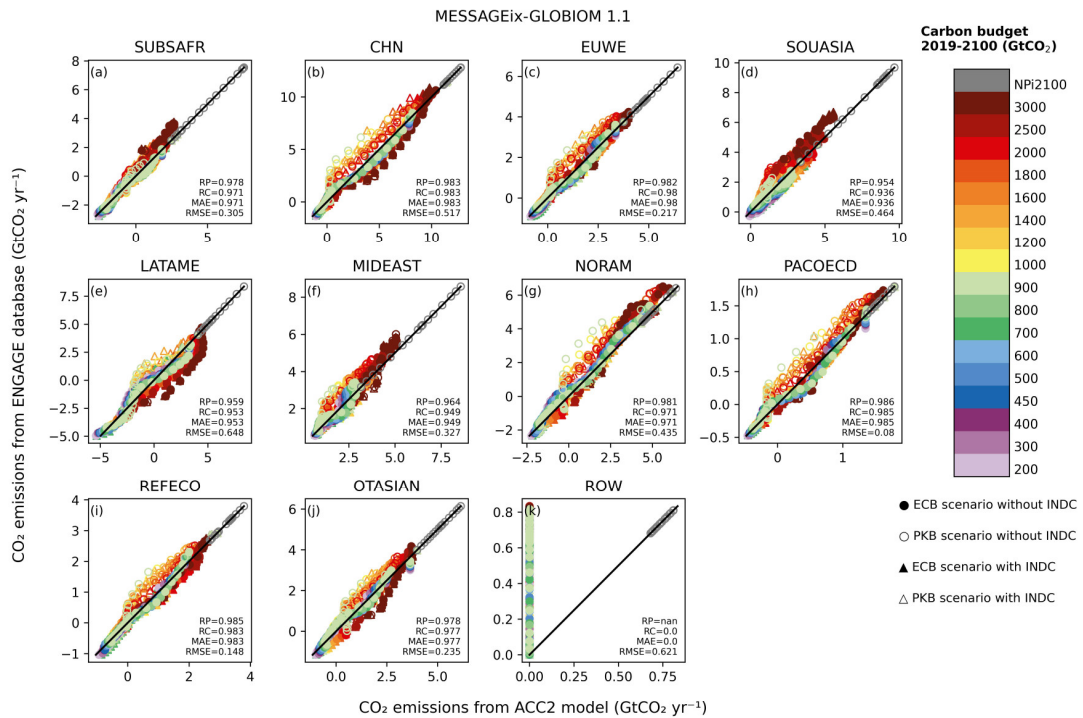 MESSAGEix-GLOBIOM 1.1
CO₂ emissions from ENGAGE database (GtCO₂ yr⁻¹)
SUBSAFR
(a)
8
6
4
2
0
−2
0
5
RP=0.978
RC=0.971
MAE=0.971
RMSE=0.305
CHN
(b)
10
5
0
0
5
10
RP=0.983
RC=0.983
MAE=0.983
RMSE=0.517
EUWE
(c)
6
4
2
0
0.0
2.5
5.0
RP=0.982
RC=0.98
MAE=0.98
RMSE=0.217
SOUASIA
(d)
10
8
6
4
2
0
0
5
10
RP=0.954
RC=0.936
MAE=0.936
RMSE=0.464
LATAME
(e)
7.5
5.0
2.5
0.0
−2.5
−5.0
−5
0
5
RP=0.959
RC=0.953
MAE=0.953
RMSE=0.648
MIDEAST
(f)
8
6
4
2
2.5
5.0
7.5
RP=0.964
RC=0.949
MAE=0.949
RMSE=0.327
NORAM
(g)
6
4
2
0
−2
−2.5
0.0
2.5
5.0
RP=0.981
RC=0.971
MAE=0.971
RMSE=0.435
PACOECD
(h)
1.5
1.0
0.5
0.0
−0.5
0
1
RP=0.986
RC=0.985
MAE=0.985
RMSE=0.08
REFECO
(i)
4
3
2
1
0
−1
0
2
RP=0.985
RC=0.983
MAE=0.983
RMSE=0.148
OTASIAN
(j)
6
4
2
0
0.0
2.5
5.0
RP=0.978
RC=0.977
MAE=0.977
RMSE=0.235
ROW
(k)
0.8
0.6
0.4
0.2
0.0
0.00
0.25
0.50
0.75
RP=nan
RC=0.0
MAE=0.0
RMSE=0.621
CO₂ emissions from ACC2 model (GtCO₂ yr⁻¹)
Carbon budget
2019-2100 (GtCO₂)
NPi2100
3000
2500
2000
1800
1600
1400
1200
1000
900
800
700
600
500
450
400
300
200
ECB scenario without INDC
PKB scenario without INDC
ECB scenario with INDC
PKB scenario with INDC